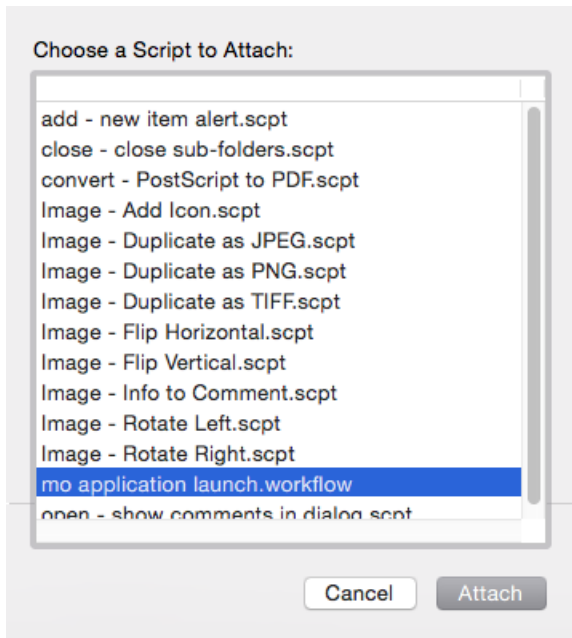 Choose a Script to Attach:
add - new item alert.scpt
close - close sub-folders.scpt
convert - PostScript to PDF.scpt
Image - Add Icon.scpt
Image - Duplicate as JPEG.scpt
Image - Duplicate as PNG.scpt
Image - Duplicate as TIFF.scpt
Image - Flip Horizontal.scpt
Image - Flip Vertical.scpt
Image - Info to Comment.scpt
Image - Rotate Left.scpt
Image - Rotate Right.scpt
mo application launch.workflow
open - show comments in dialog.scpt
Cancel Attach